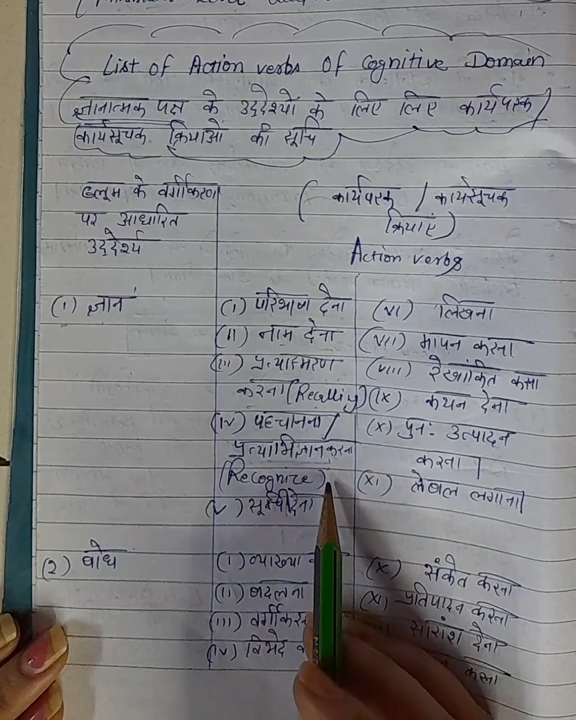 List of Action verbs Of Cognitive Domain
ज्ञानात्मक पक्ष के उद्देश्यों के लिए लिए कार्यपरक/
कार्यसूचक क्रियाओ की सूचि
ब्लूम के वर्गीकरण
पर आधारित
उद्देश्य
(कार्यपरक / कार्यसूचक
क्रियाएं)
Action verbs
(1) ज्ञान
(I) परिभाषा देना
(II) नाम देना
(III) प्रत्यास्मरण
करना (Recalling)
(IV) पहचानना /
प्रत्याभिज्ञान करना
(Recognize)
(V) सूची देना
(VI) लिखना
(VII) मापन करना
(VIII) रेखांकित करना
(IX) कथन देना
(X) पुनः उत्पादन
करना |
(XI) लेबल लगाना|
(2) बोध
(I) व्याख्या
(II) बदलना
(III) वर्गीकरण
(IV) विभेद
(X) संकेत करना
(XI) प्रतिपादन करना
सारांश देना
करना